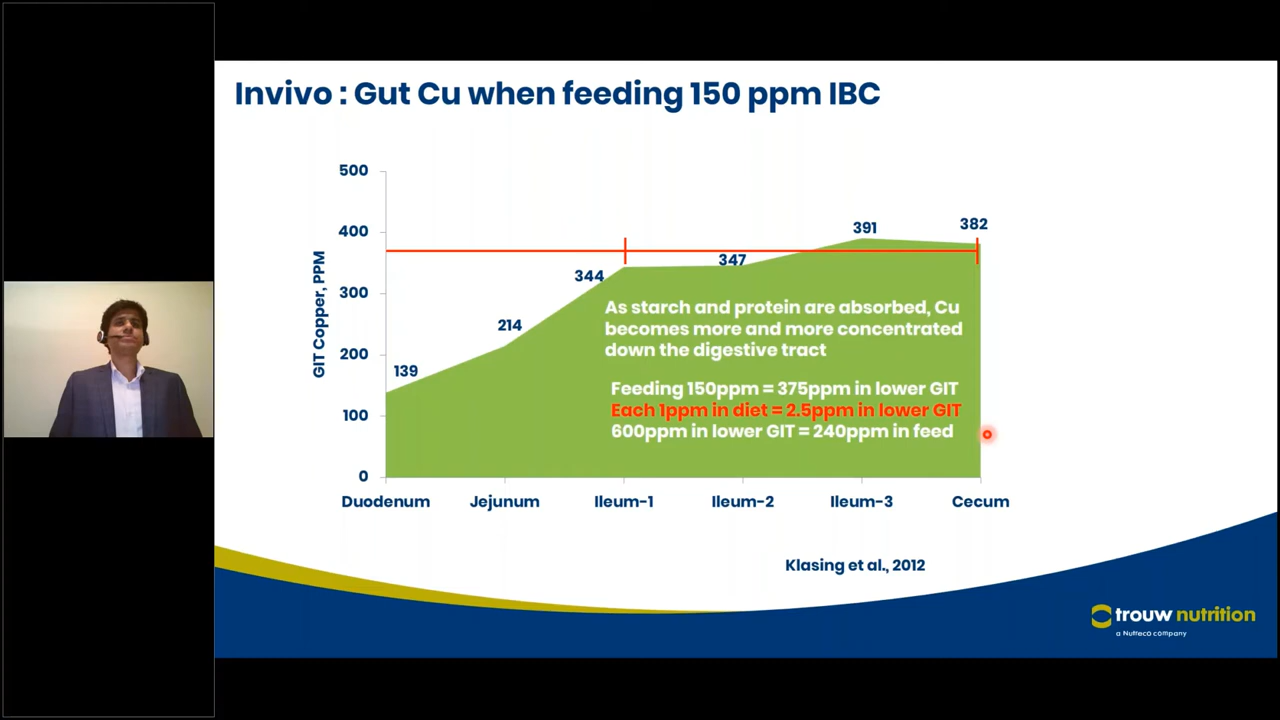 Invivo : Gut Cu when feeding 150 ppm IBC
500
400
300
200
100
0
GIT Copper, PPM
139
214
344
347
391
382
As starch and protein are absorbed, Cu
becomes more and more concentrated
down the digestive tract
Feeding 150ppm = 375ppm in lower GIT
Each 1ppm in diet = 2.5ppm in lower GIT
600ppm in lower GIT = 240ppm in feed
Duodenum Jejunum Ileum-1 Ileum-2 Ileum-3 Cecum
Klasing et al., 2012
trouw nutrition
a Nutreco company